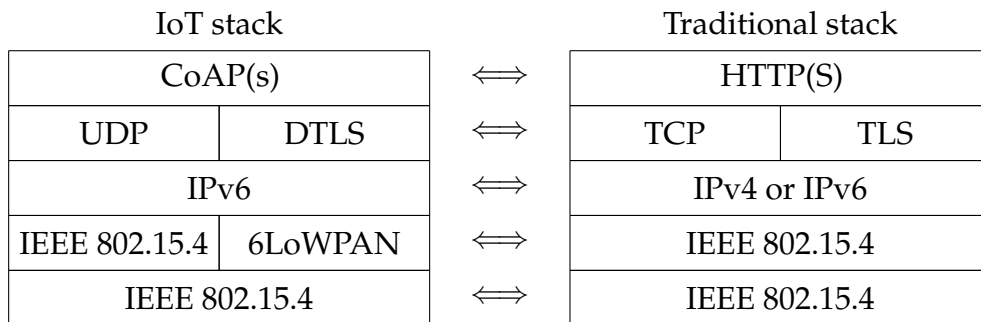 IoT stack Traditional stack
CoAP(s) ⟺ HTTP(S)
UDP DTLS ⟺ TCP TLS
IPv6 ⟺ IPv4 or IPv6
IEEE 802.15.4 6LoWPAN ⟺ IEEE 802.15.4
IEEE 802.15.4 ⟺ IEEE 802.15.4